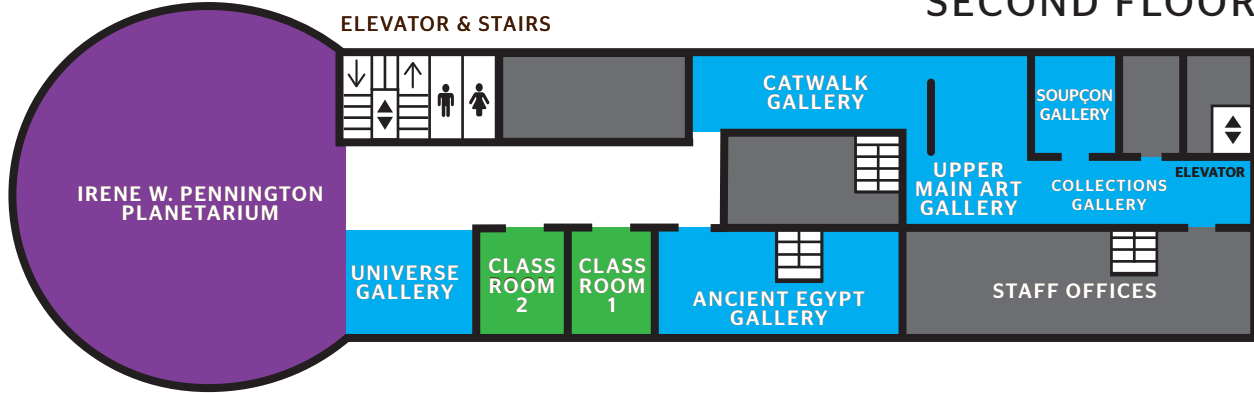 SECOND FLOOR
ELEVATOR & STAIRS
CATWALK
GALLERY
SOUPÇON
GALLERY
IRENE W. PENNINGTON
PLANETARIUM
UPPER
MAIN ART
GALLERY
ELEVATOR
COLLECTIONS
GALLERY
UNIVERSE
GALLERY
CLASS
ROOM
2
CLASS
ROOM
1
ANCIENT EGYPT
GALLERY
STAFF OFFICES